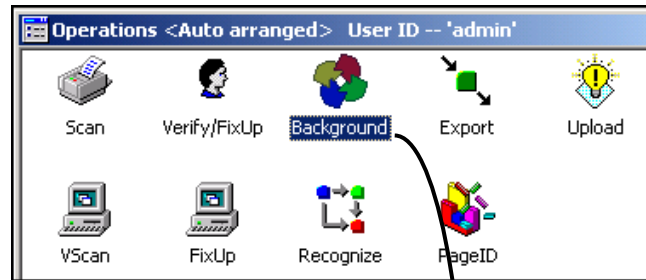 Operations <Auto arranged> User ID -- 'admin'
Scan Verify/FixUp Background Export Upload
VScan FixUp Recognize PageID